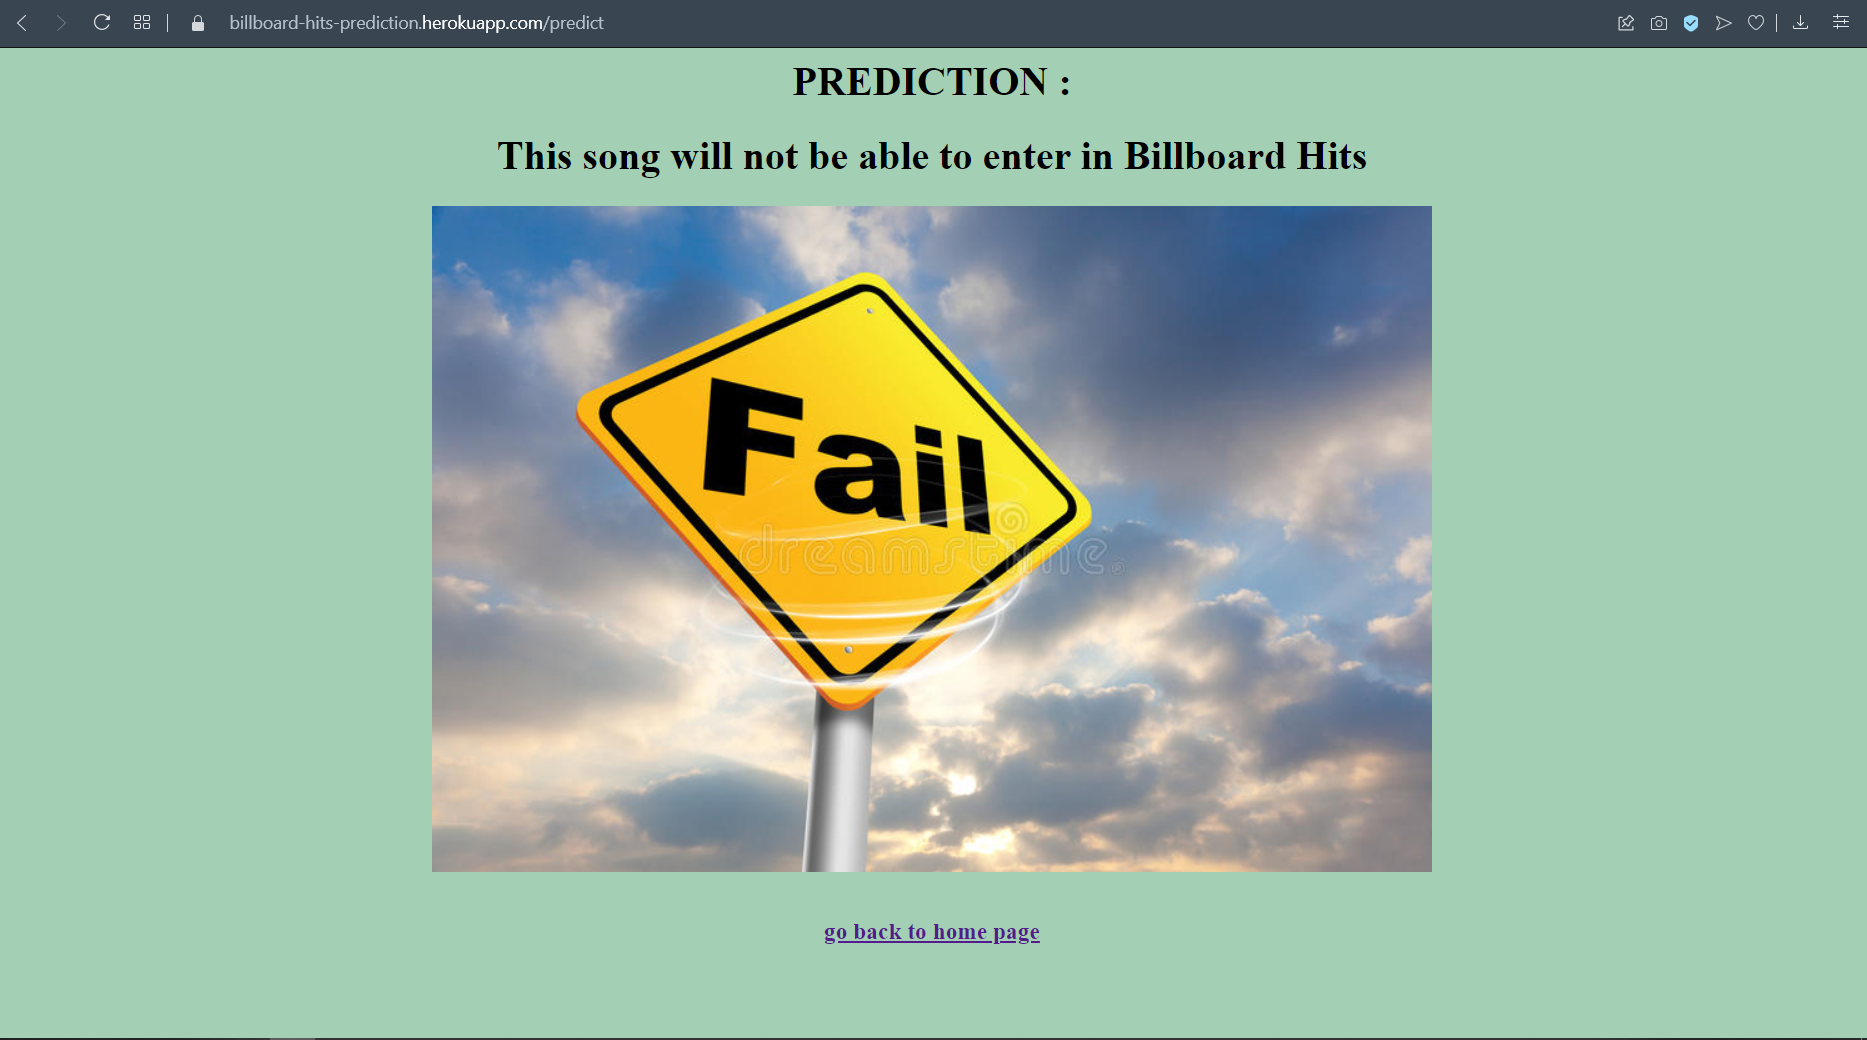 billboard-hits-prediction.herokuapp.com/predict
PREDICTION :
This song will not be able to enter in Billboard Hits
Fail
dreamstime®
go back to home page